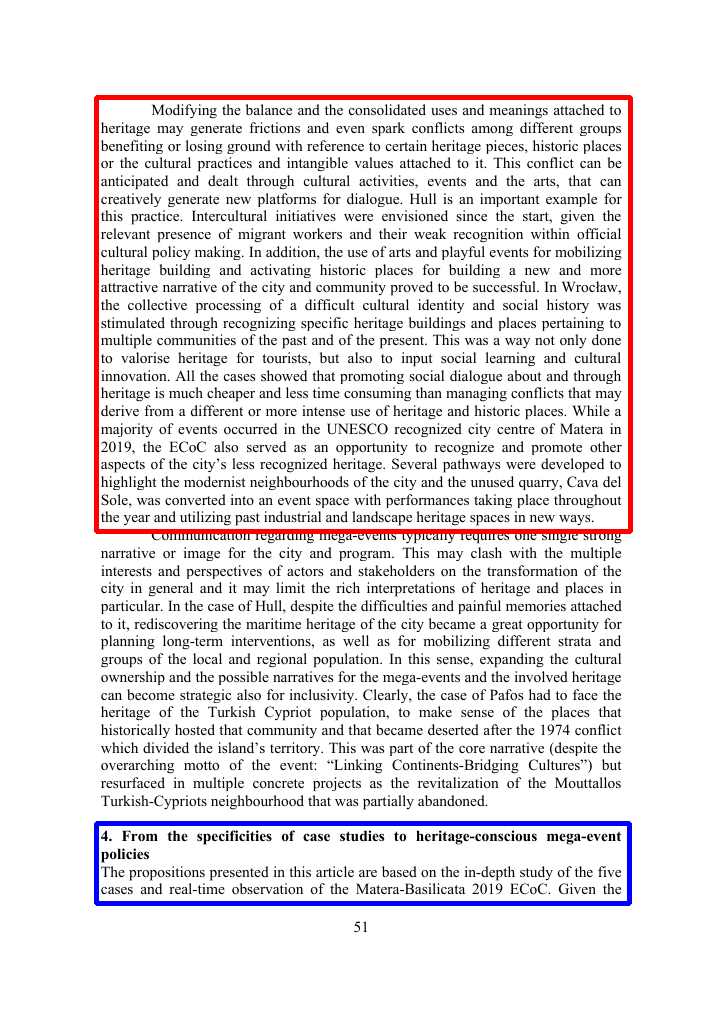 Modifying the balance and the consolidated uses and meanings attached to
heritage may generate frictions and even spark conflicts among different groups
benefiting or losing ground with reference to certain heritage pieces, historic places
or the cultural practices and intangible values attached to it. This conflict can be
anticipated and dealt through cultural activities, events and the arts, that can
creatively generate new platforms for dialogue. Hull is an important example for
this practice. Intercultural initiatives were envisioned since the start, given the
relevant presence of migrant workers and their weak recognition within official
cultural policy making. In addition, the use of arts and playful events for mobilizing
heritage building and activating historic places for building a new and more
attractive narrative of the city and community proved to be successful. In Wrocław,
the collective processing of a difficult cultural identity and social history was
stimulated through recognizing specific heritage buildings and places pertaining to
multiple communities of the past and of the present. This was a way not only done
to valorise heritage for tourists, but also to input social learning and cultural
innovation. All the cases showed that promoting social dialogue about and through
heritage is much cheaper and less time consuming than managing conflicts that may
derive from a different or more intense use of heritage and historic places. While a
majority of events occurred in the UNESCO recognized city centre of Matera in
2019, the ECoC also served as an opportunity to recognize and promote other
aspects of the city's less recognized heritage. Several pathways were developed to
highlight the modernist neighbourhoods of the city and the unused quarry, Cava del
Sole, was converted into an event space with performances taking place throughout
the year and utilizing past industrial and landscape heritage spaces in new ways.
Communication regarding mega-events typically requires one single strong
narrative or image for the city and program. This may clash with the multiple
interests and perspectives of actors and stakeholders on the transformation of the
city in general and it may limit the rich interpretations of heritage and places in
particular. In the case of Hull, despite the difficulties and painful memories attached
to it, rediscovering the maritime heritage of the city became a great opportunity for
planning long-term interventions, as well as for mobilizing different strata and
groups of the local and regional population. In this sense, expanding the cultural
ownership and the possible narratives for the mega-events and the involved heritage
can become strategic also for inclusivity. Clearly, the case of Pafos had to face the
heritage of the Turkish Cypriot population, to make sense of the places that
historically hosted that community and that became deserted after the 1974 conflict
which divided the island's territory. This was part of the core narrative (despite the
overarching motto of the event: “Linking Continents-Bridging Cultures”) but
resurfaced in multiple concrete projects as the revitalization of the Mouttallos
Turkish-Cypriots neighbourhood that was partially abandoned.
4. From the specificities of case studies to heritage-conscious mega-event
policies
The propositions presented in this article are based on the in-depth study of the five
cases and real-time observation of the Matera-Basilicata 2019 ECoC. Given the
51